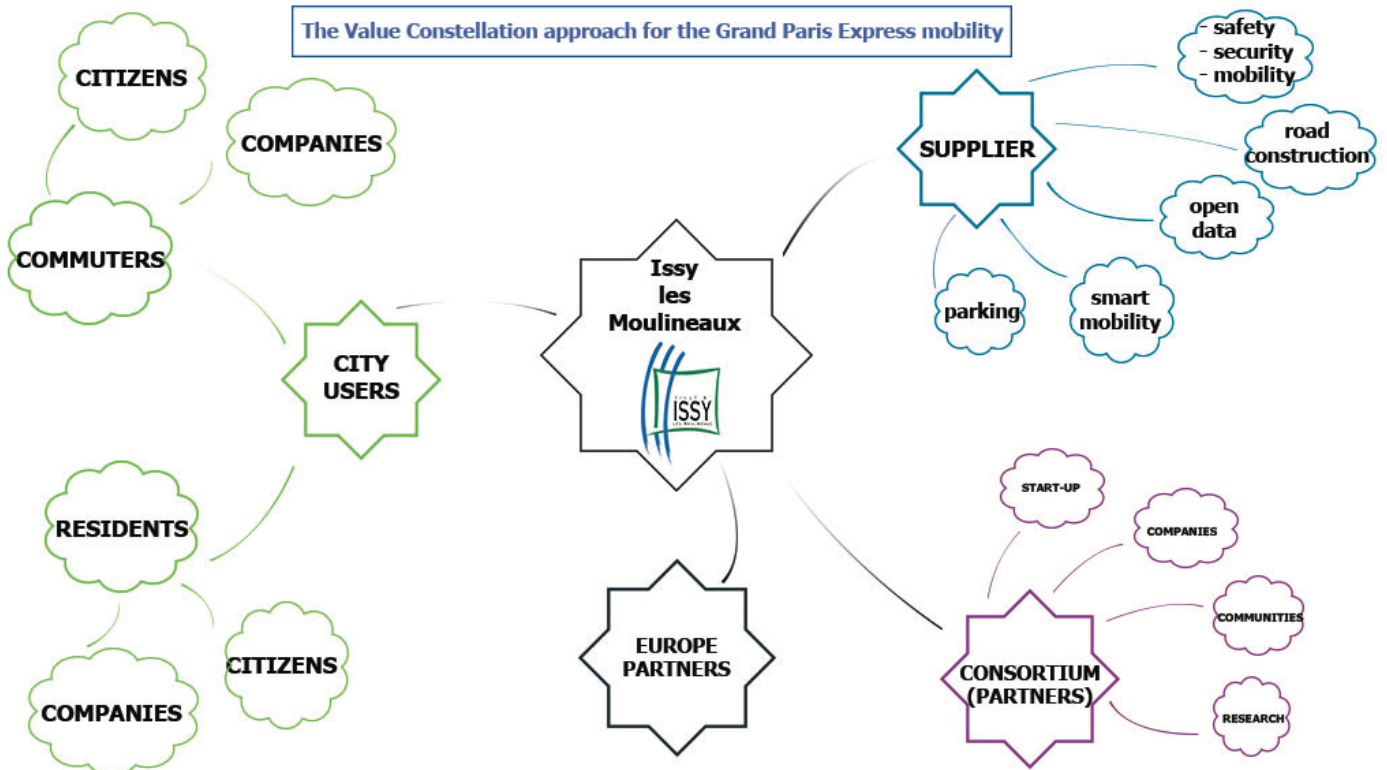 The Value Constellation approach for the Grand Paris Express mobility
CITIZENS
COMPANIES
COMMUTERS
CITY
USERS
RESIDENTS
CITIZENS
COMPANIES
Issy
les
Moulineaux
ISSY
LES MOULINEAUX
EUROPE
PARTNERS
SUPPLIER
- safety
- security
- mobility
road
construction
open
data
smart
mobility
parking
CONSORTIUM
(PARTNERS)
START-UP
COMPANIES
COMMUNITIES
RESEARCH